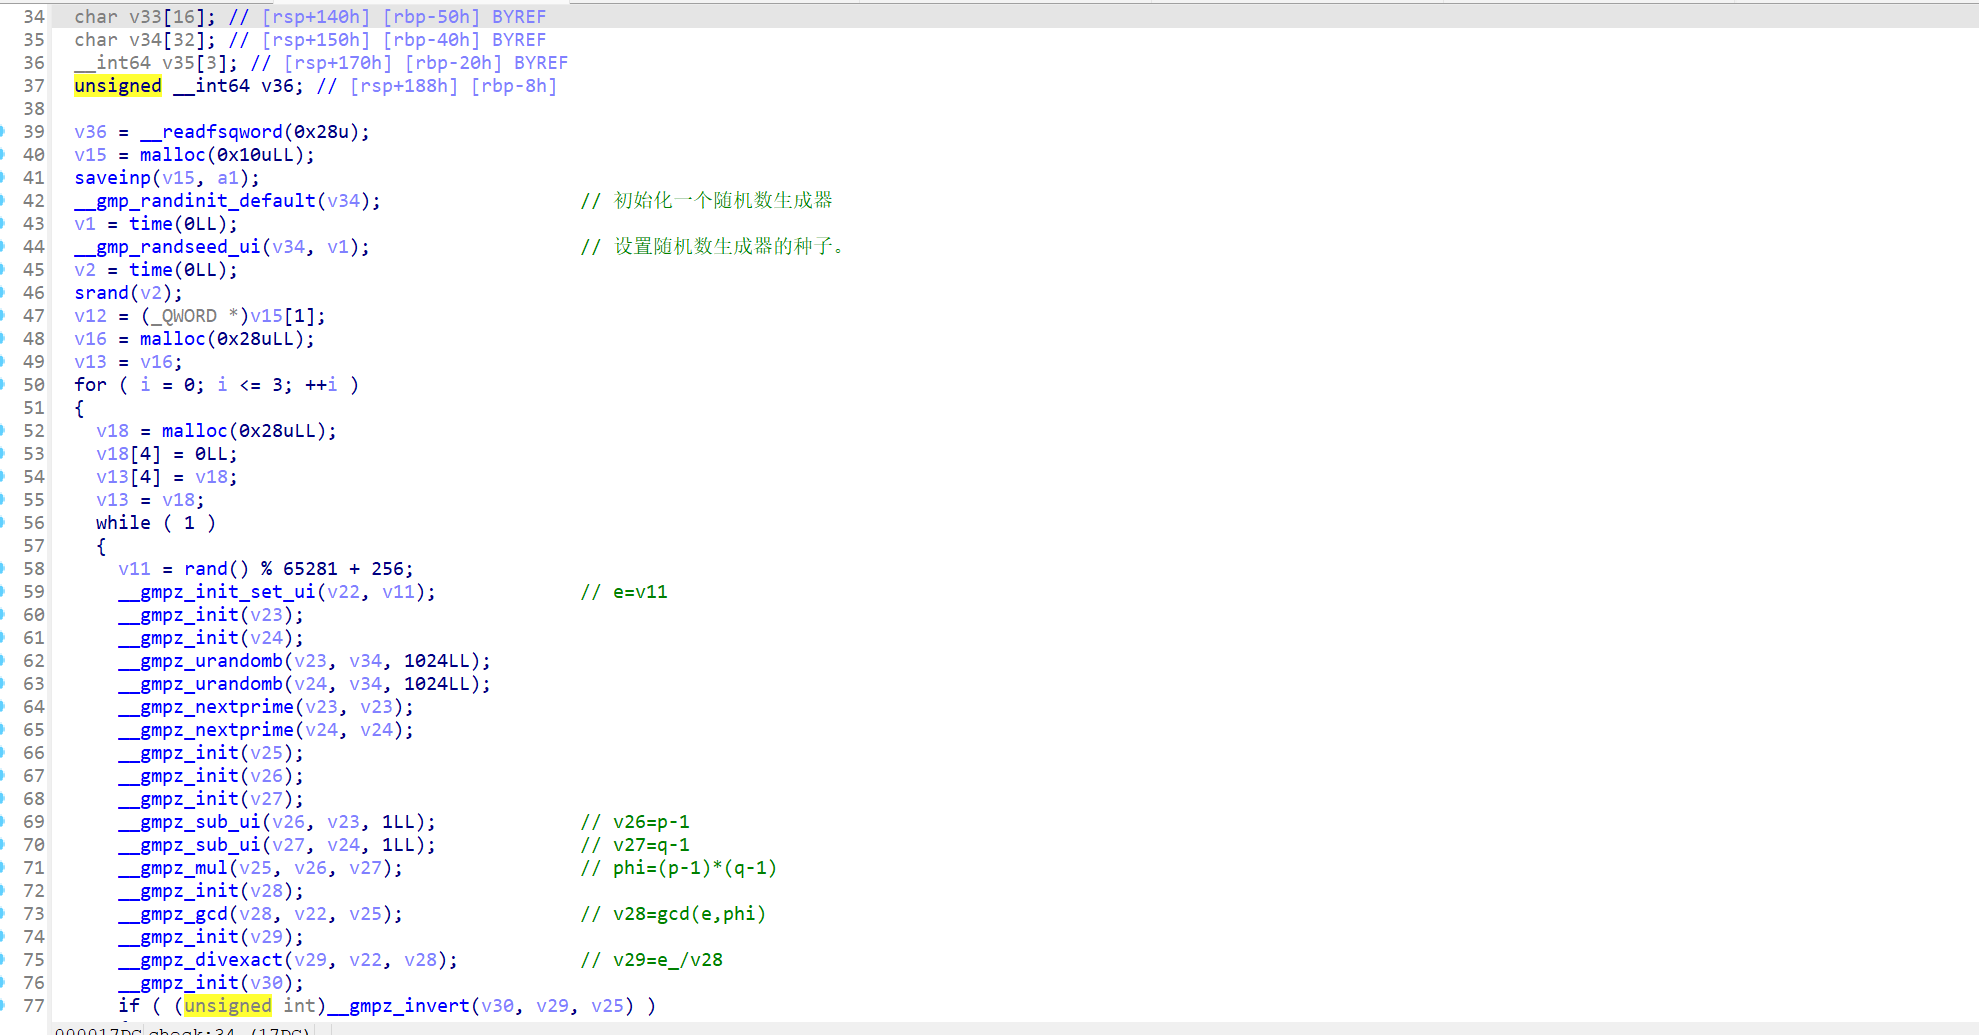 34 char v33[16]; // [rsp+140h] [rbp-50h] BYREF
35 char v34[32]; // [rsp+150h] [rbp-40h] BYREF
36 __int64 v35[3]; // [rsp+170h] [rbp-20h] BYREF
37 unsigned __int64 v36; // [rsp+188h] [rbp-8h]
38
39 v36 = __readfsqword(0x28u);
40 v15 = malloc(0x10uLL);
41 saveinp(v15, a1);
42 __gmp_randinit_default(v34); // 初始化一个随机数生成器
43 v1 = time(0LL);
44 __gmp_randseed_ui(v34, v1); // 设置随机数生成器的种子。
45 v2 = time(0LL);
46 srand(v2);
47 v12 = (_QWORD *)v15[1];
48 v16 = malloc(0x28uLL);
49 v13 = v16;
50 for ( i = 0; i <= 3; ++i )
51 {
52 v18 = malloc(0x28uLL);
53 v18[4] = 0LL;
54 v13[4] = v18;
55 v13 = v18;
56 while ( 1 )
57 {
58 v11 = rand() % 65281 + 256;
59 __gmpz_init_set_ui(v22, v11); // e=v11
60 __gmpz_init(v23);
61 __gmpz_init(v24);
62 __gmpz_urandomb(v23, v34, 1024LL);
63 __gmpz_urandomb(v24, v34, 1024LL);
64 __gmpz_nextprime(v23, v23);
65 __gmpz_nextprime(v24, v24);
66 __gmpz_init(v25);
67 __gmpz_init(v26);
68 __gmpz_init(v27);
69 __gmpz_sub_ui(v26, v23, 1LL); // v26=p-1
70 __gmpz_sub_ui(v27, v24, 1LL); // v27=q-1
71 __gmpz_mul(v25, v26, v27); // phi=(p-1)*(q-1)
72 __gmpz_init(v28);
73 __gmpz_gcd(v28, v22, v25); // v28=gcd(e,phi)
74 __gmpz_init(v29);
75 __gmpz_divexact(v29, v22, v28); // v29=e_/v28
76 __gmpz_init(v30);
77 if ( (unsigned int)__gmpz_invert(v30, v29, v25) )
000017DC check:34 (17DC)